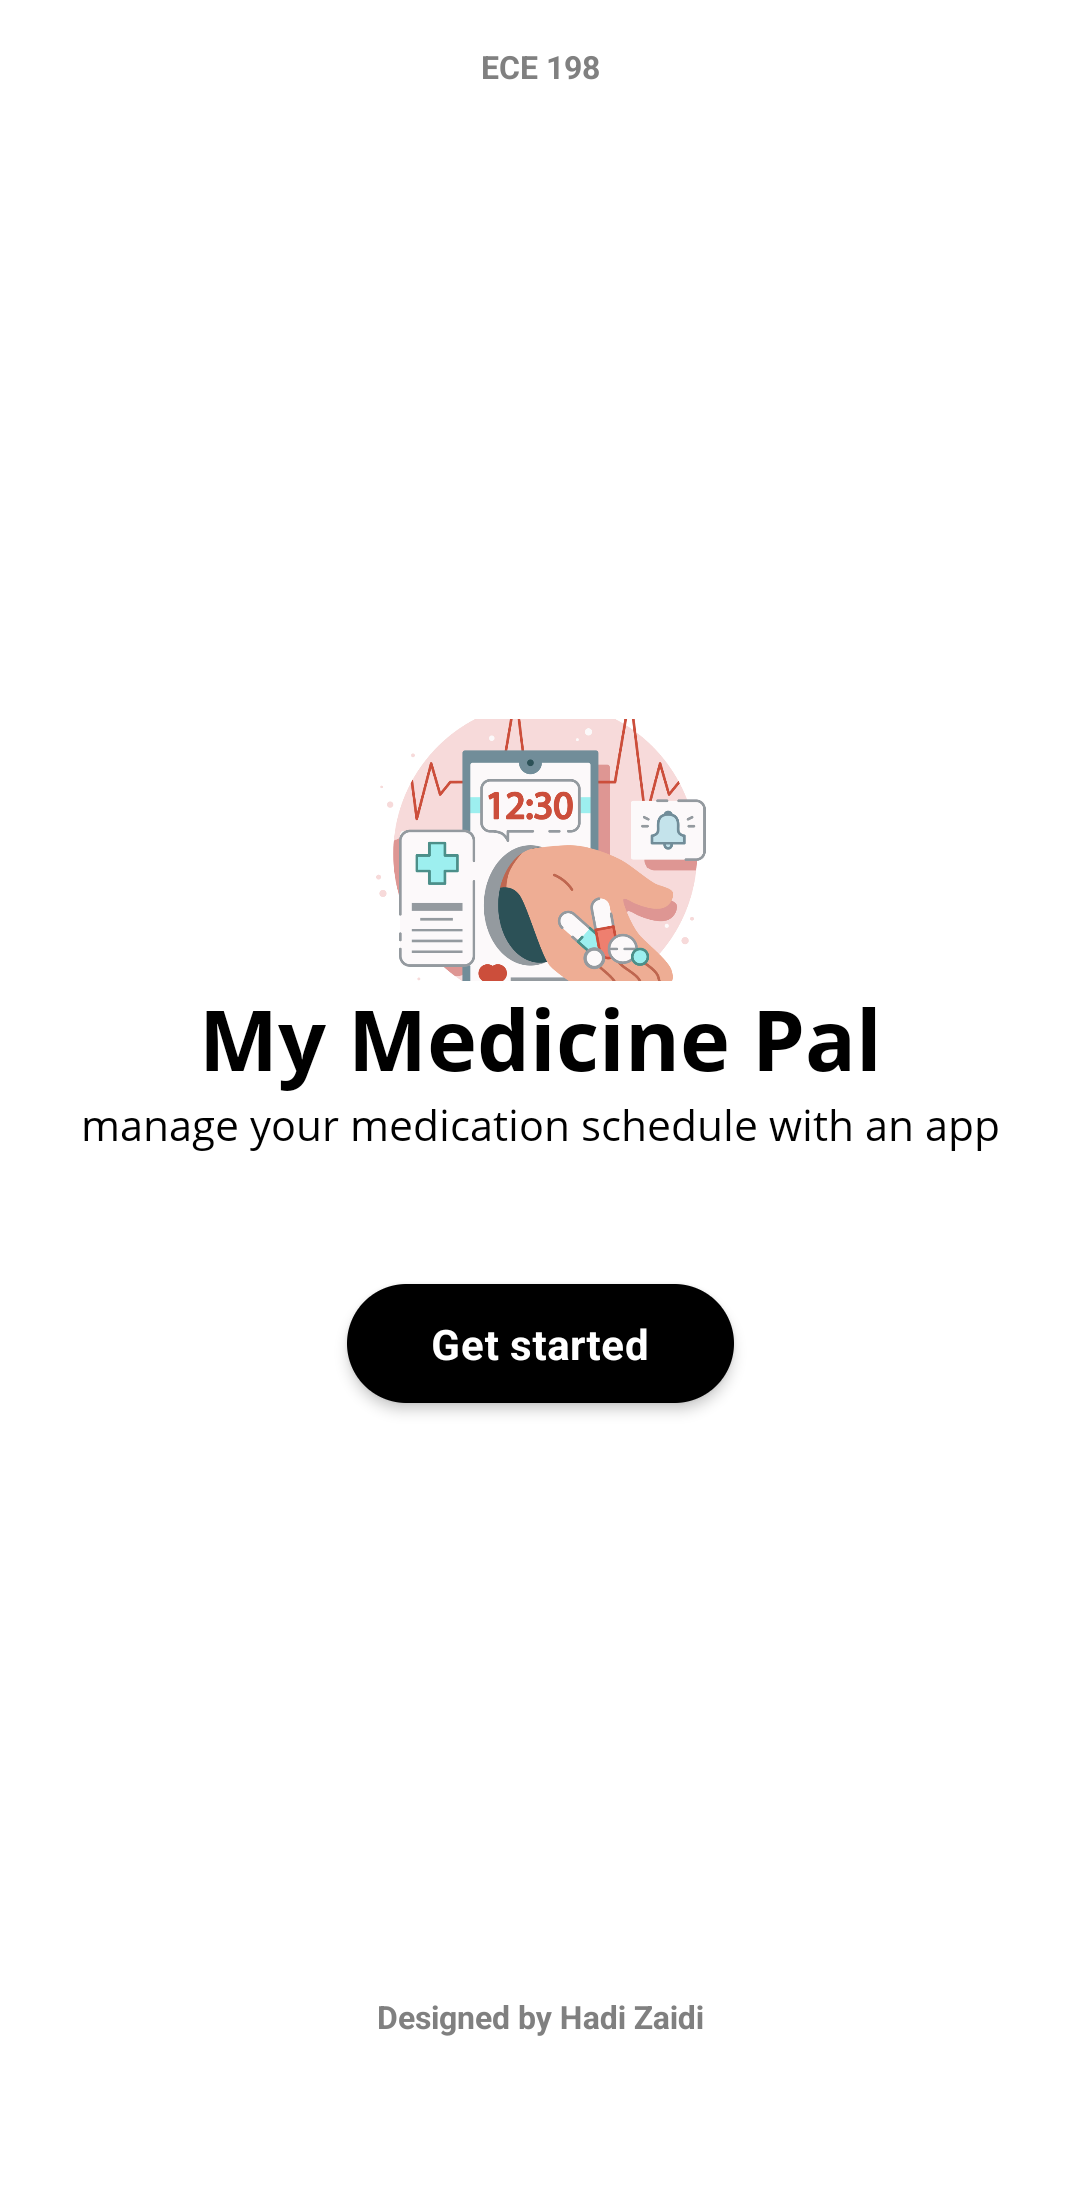 ECE 198
12:30
My Medicine Pal
manage your medication schedule with an app
Get started
Designed by Hadi Zaidi